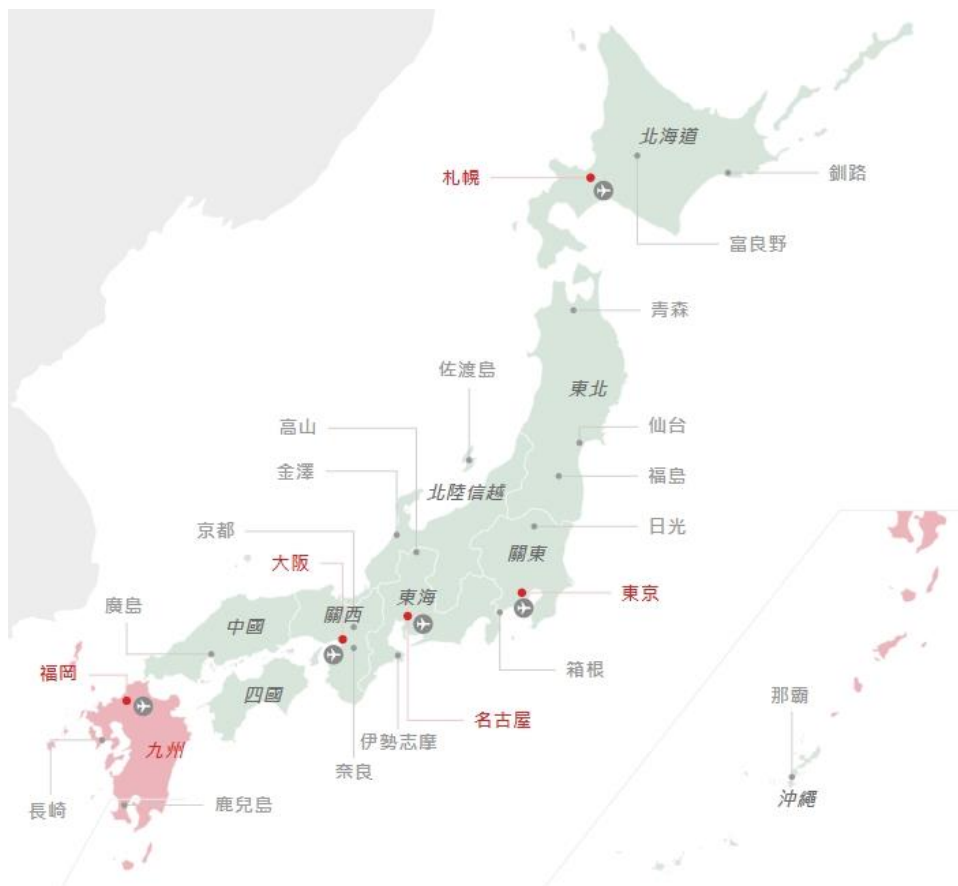 北海道
札幌
釧路
富良野
青森
佐渡島
東北
高山
仙台
金澤
福島
北陸信越
京都
日光
關東
大阪
東京
東海
廣島
關西
中國
福岡
箱根
四國
那霸
名古屋
伊勢志摩
九州
奈良
沖繩
長崎
鹿兒島